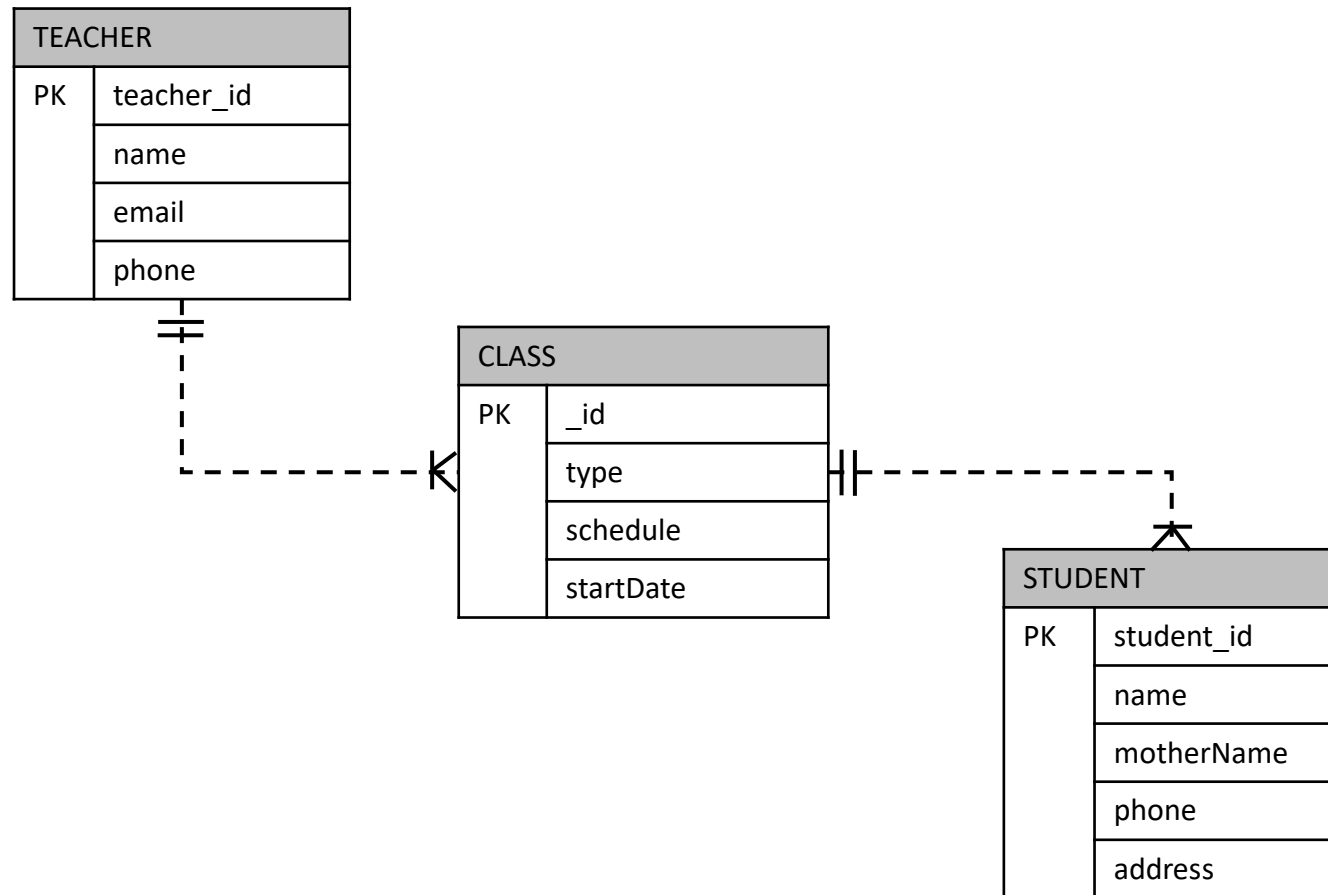 TEACHER
PK teacher_id
name
email
phone
CLASS
PK _id
type
schedule
startDate
STUDENT
PK student_id
name
motherName
phone
address